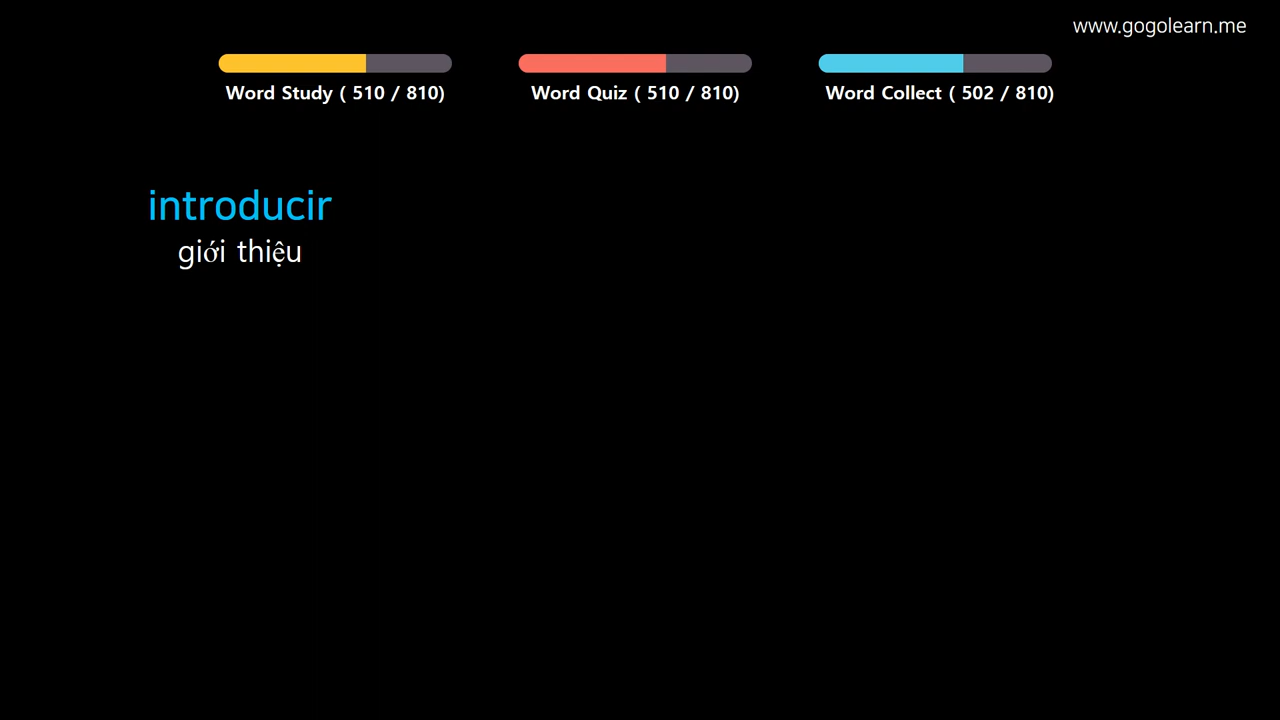 www.gogolearn.me
Word Study ( 510 / 810)
Word Quiz ( 510 / 810)
Word Collect ( 502 / 810)
introducir
giới thiệu